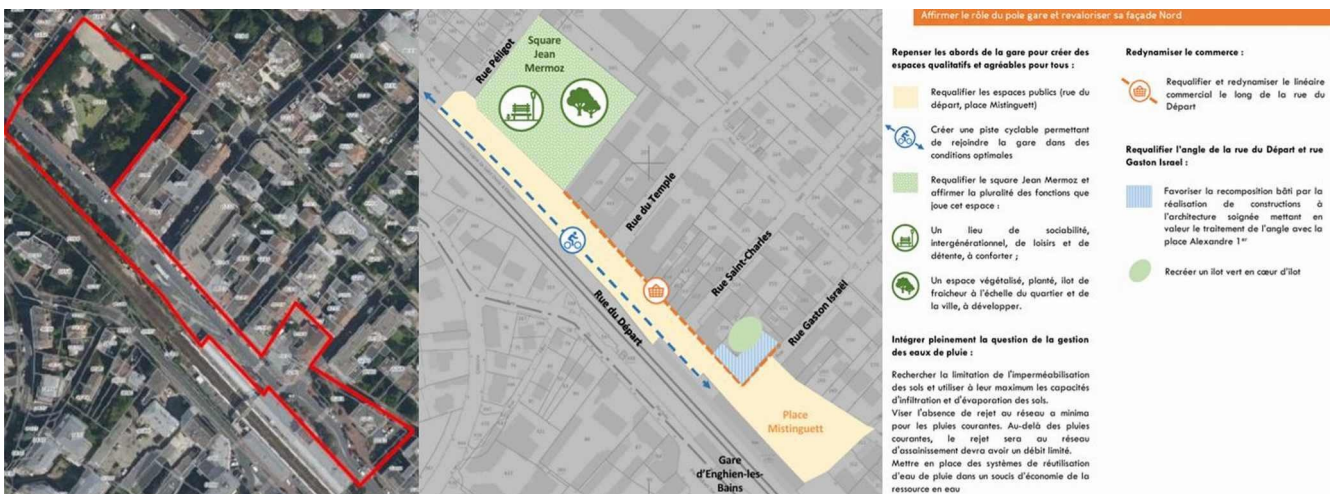 Square
Jean
Mermoz
Rue Péligot
Rue du Temple
Rue Saint-Charles
Rue Gaston Israël
Rue du Départ
Place
Mistinguett
Gare
d'Enghien-les-
Bains
Affirmer le rôle du pole gare et revaloriser sa façade Nord
Repenser les abords de la gare pour créer des
espaces qualitatifs et agréables pour tous :
Requalifier les espaces publics (rue du
départ, place Mistinguett)
Créer une piste cyclable permettant
de rejoindre la gare dans des
conditions optimales
Requalifier le square Jean Mermoz et
affirmer la pluralité des fonctions que
joue cet espace :
Un lieu de sociabilité,
intergénérationnel, de loisirs et de
détente, à conforter ;
Un espace végétalisé, planté, ilot de
fraicheur à l'échelle du quartier et de
la ville, à développer.
Intégrer pleinement la question de la gestion
des eaux de pluie :
Rechercher la limitation de l'imperméabilisation
des sols et utiliser à leur maximum les capacités
d'infiltration et d'évaporation des sols.
Viser l'absence de rejet au réseau a minima
pour les pluies courantes. Au-delà des pluies
courantes, le rejet sera au réseau
d'assainissement devra avoir un débit limité.
Mettre en place des systèmes de réutilisation
d'eau de pluie dans un soucis d'économie de la
ressource en eau
Redynamiser le commerce :
Requalifier et redynamiser le linéaire
commercial le long de la rue du
Départ
Requalifier l'angle de la rue du Départ et rue
Gaston Israel :
Favoriser la recomposition bâti par la
réalisation de constructions à
l'architecture soignée mettant en
valeur le traitement de l'angle avec la
place Alexandre 1er
Recréer un ilot vert en cœur d'ilot